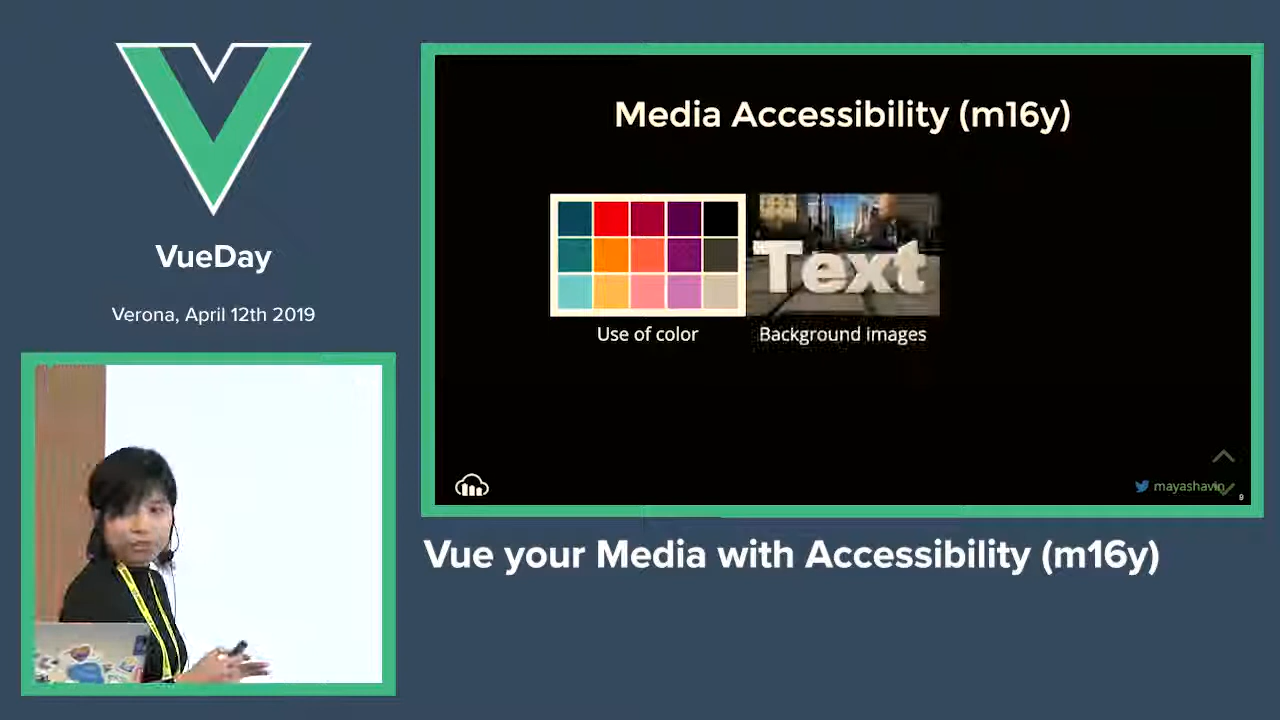 VueDay
Verona, April 12th 2019
Media Accessibility (m16y)
Text
Use of color
Background images
mayashavin
9
Vue your Media with Accessibility (m16y)